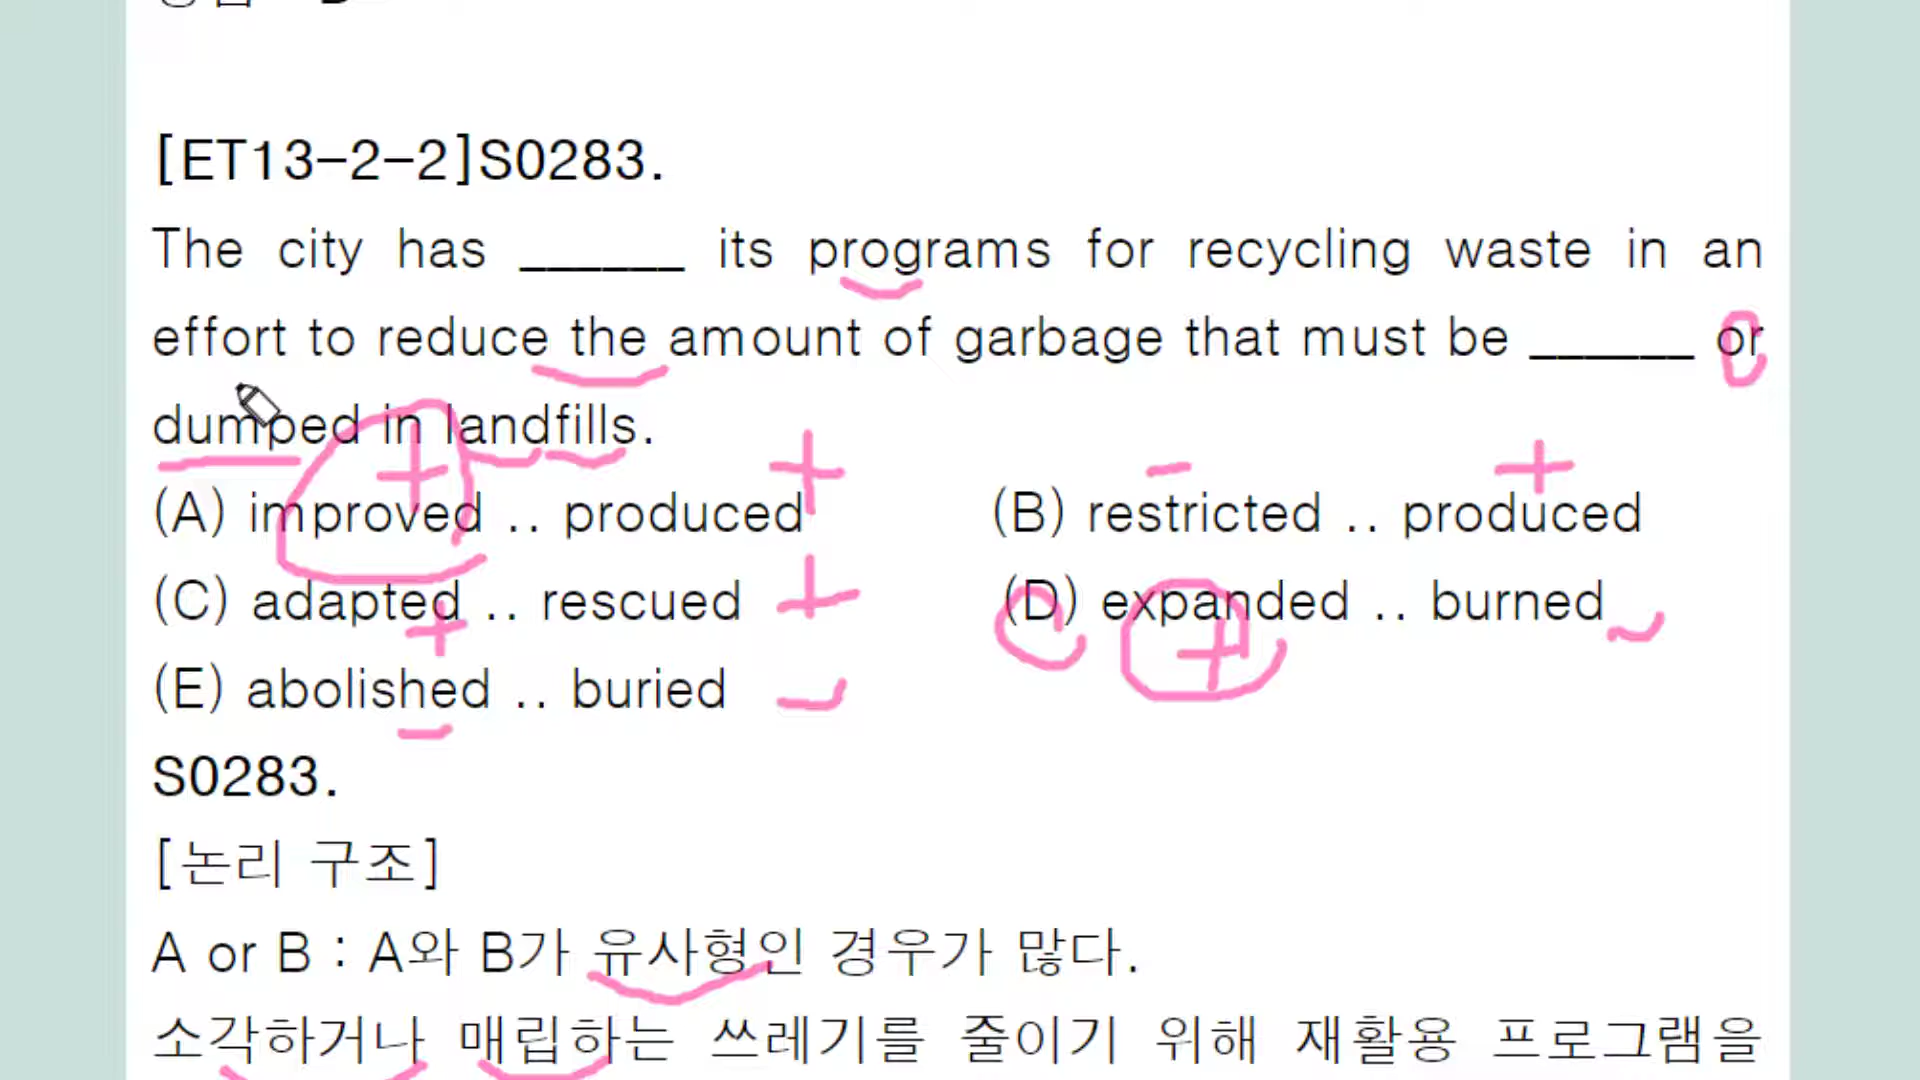 [ET13-2-2]S0283.
The city has ______ its programs for recycling waste in an
effort to reduce the amount of garbage that must be ______ or
dumped in landfills.
(A) improved .. produced (B) restricted .. produced
(C) adapted .. rescued (D) expanded .. burned
(E) abolished .. buried
S0283.
[논리 구조]
A or B : A와 B가 유사형인 경우가 많다.
소각하거나 매립하는 쓰레기를 줄이기 위해 재활용 프로그램을